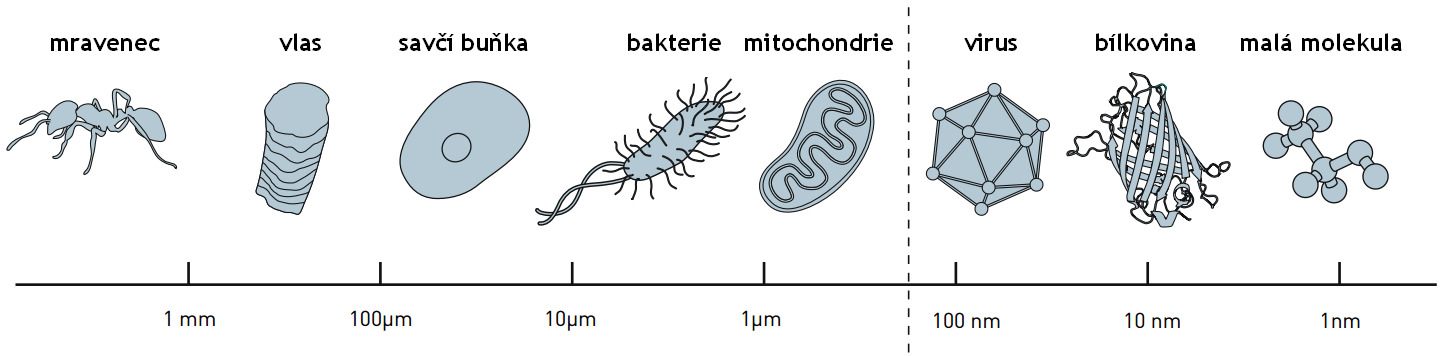 mravenec vlas savčí buňka bakterie mitochondrie virus bílkovina malá molekula
1 mm 100µm 10µm 1µm 100 nm 10 nm 1nm